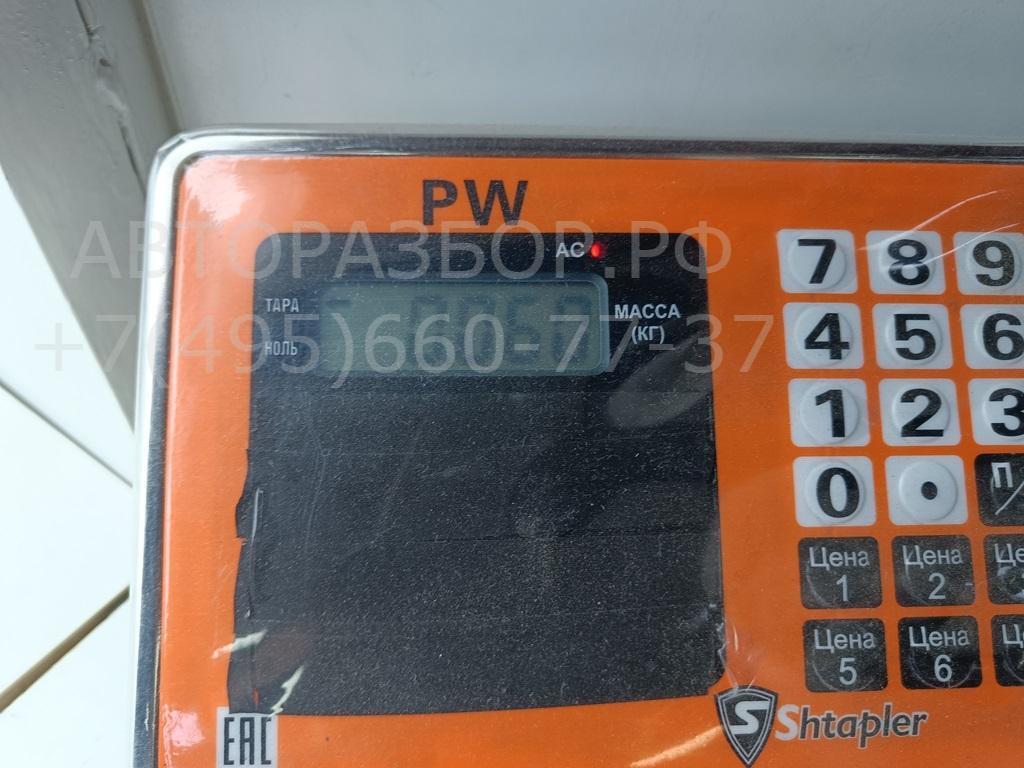 PW
АВТОРАЗБОР.РФ
AC
ТАРА
НОЛЬ
МАССА
(КГ)
+7(495)660-77-37
7 8 9
4 5 6
1 2 3
0 .
Цена 1
Цена 2
Цена 5
Цена 6
S Shtapler
EAC